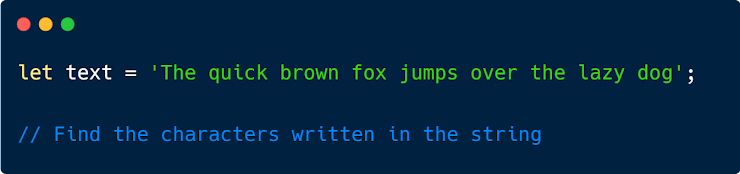 let text = 'The quick brown fox jumps over the lazy dog';
// Find the characters written in the string